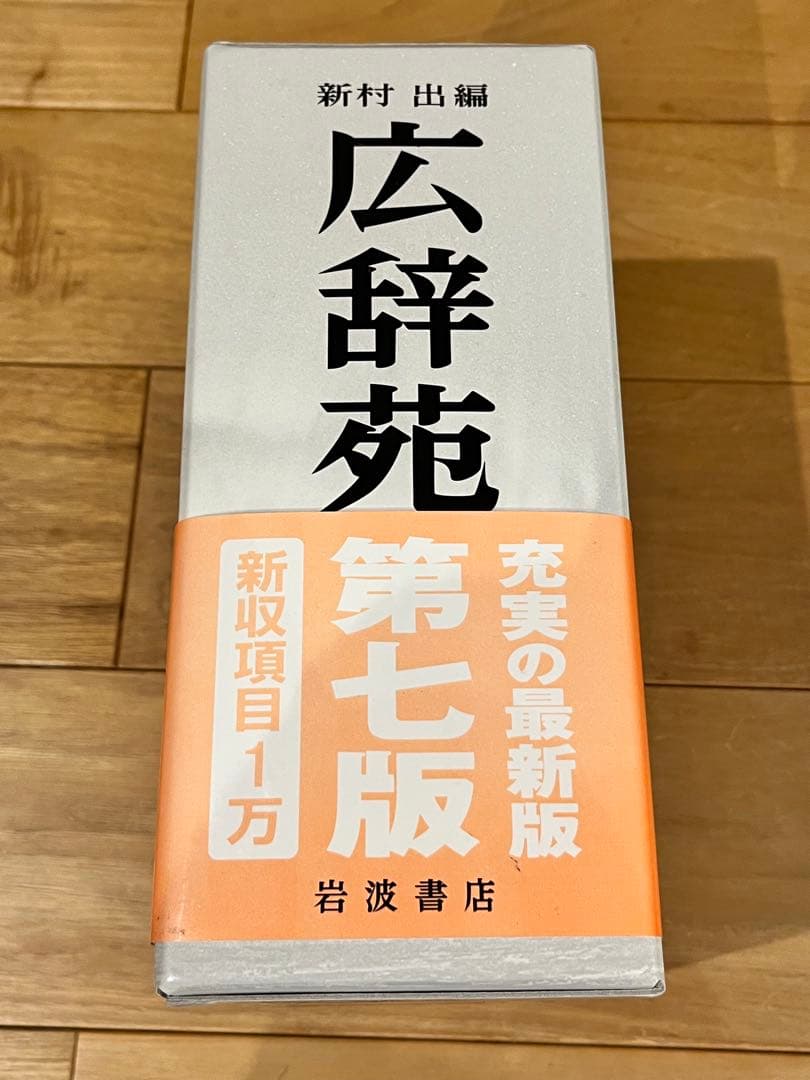 新村 出編
広辞苑
充実の最新版
第七版
新収項目1万
岩波書店